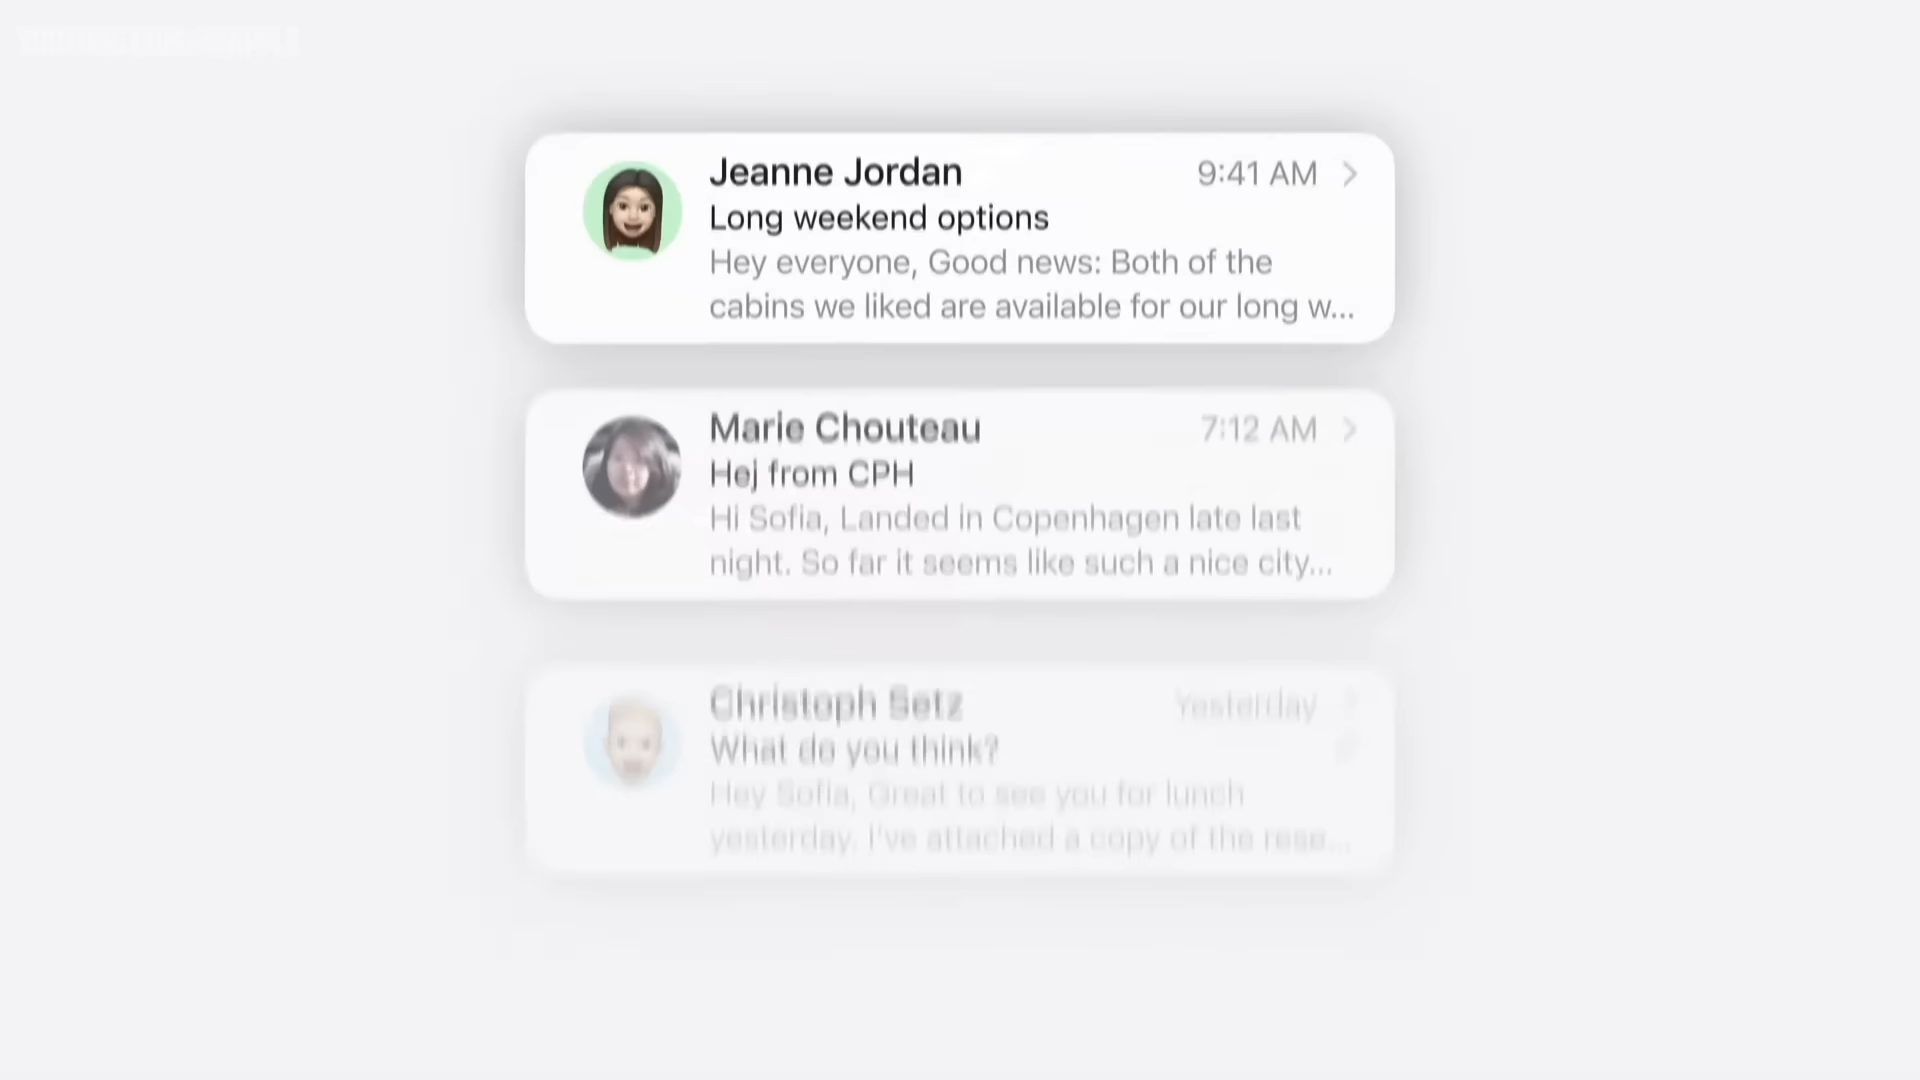 Jeanne Jordan
9:41 AM
Long weekend options
Hey everyone, Good news: Both of the
cabins we liked are available for our long w...
Marie Chouteau
7:12 AM
Hej from CPH
Hi Sofia, Landed in Copenhagen late last
night. So far it seems like such a nice city...
Christoph Setz
Yesterday
What do you think?
Hey Sofia, Great to see you for lunch
yesterday. I've attached a copy of the rese...